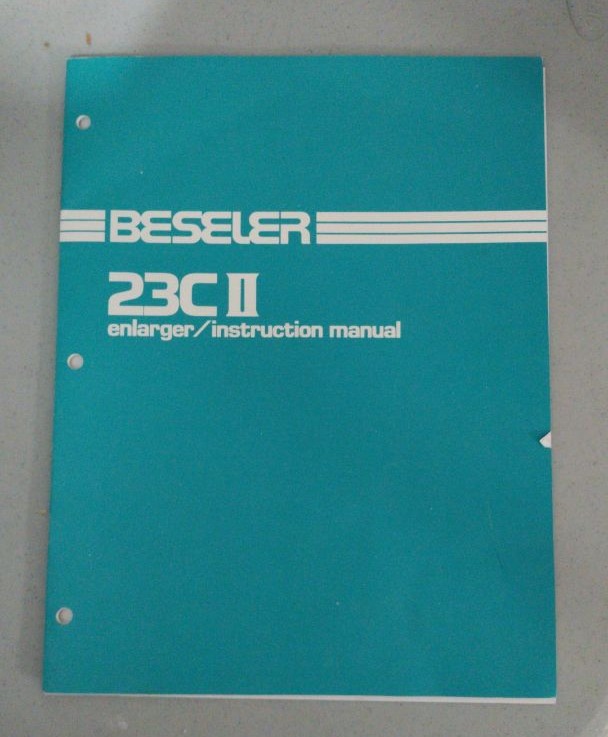 BESELER
23C II
enlarger/instruction manual